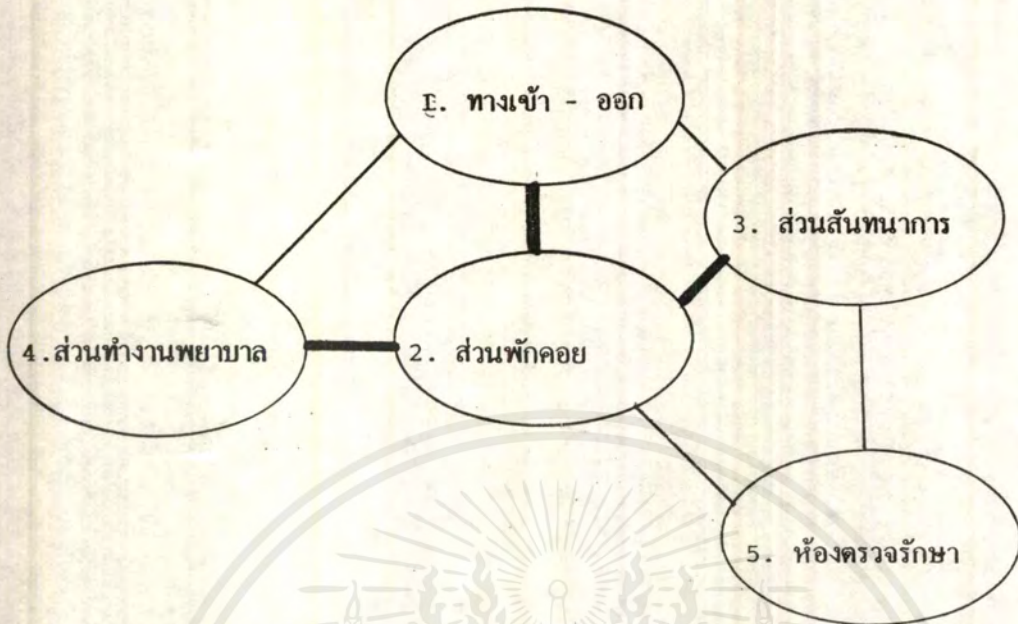 1. ทางเข้า - ออก
3. ส่วนสันทนาการ
4.ส่วนทำงานพยาบาล
2. ส่วนพักคอย
5. ห้องตรวจรักษา